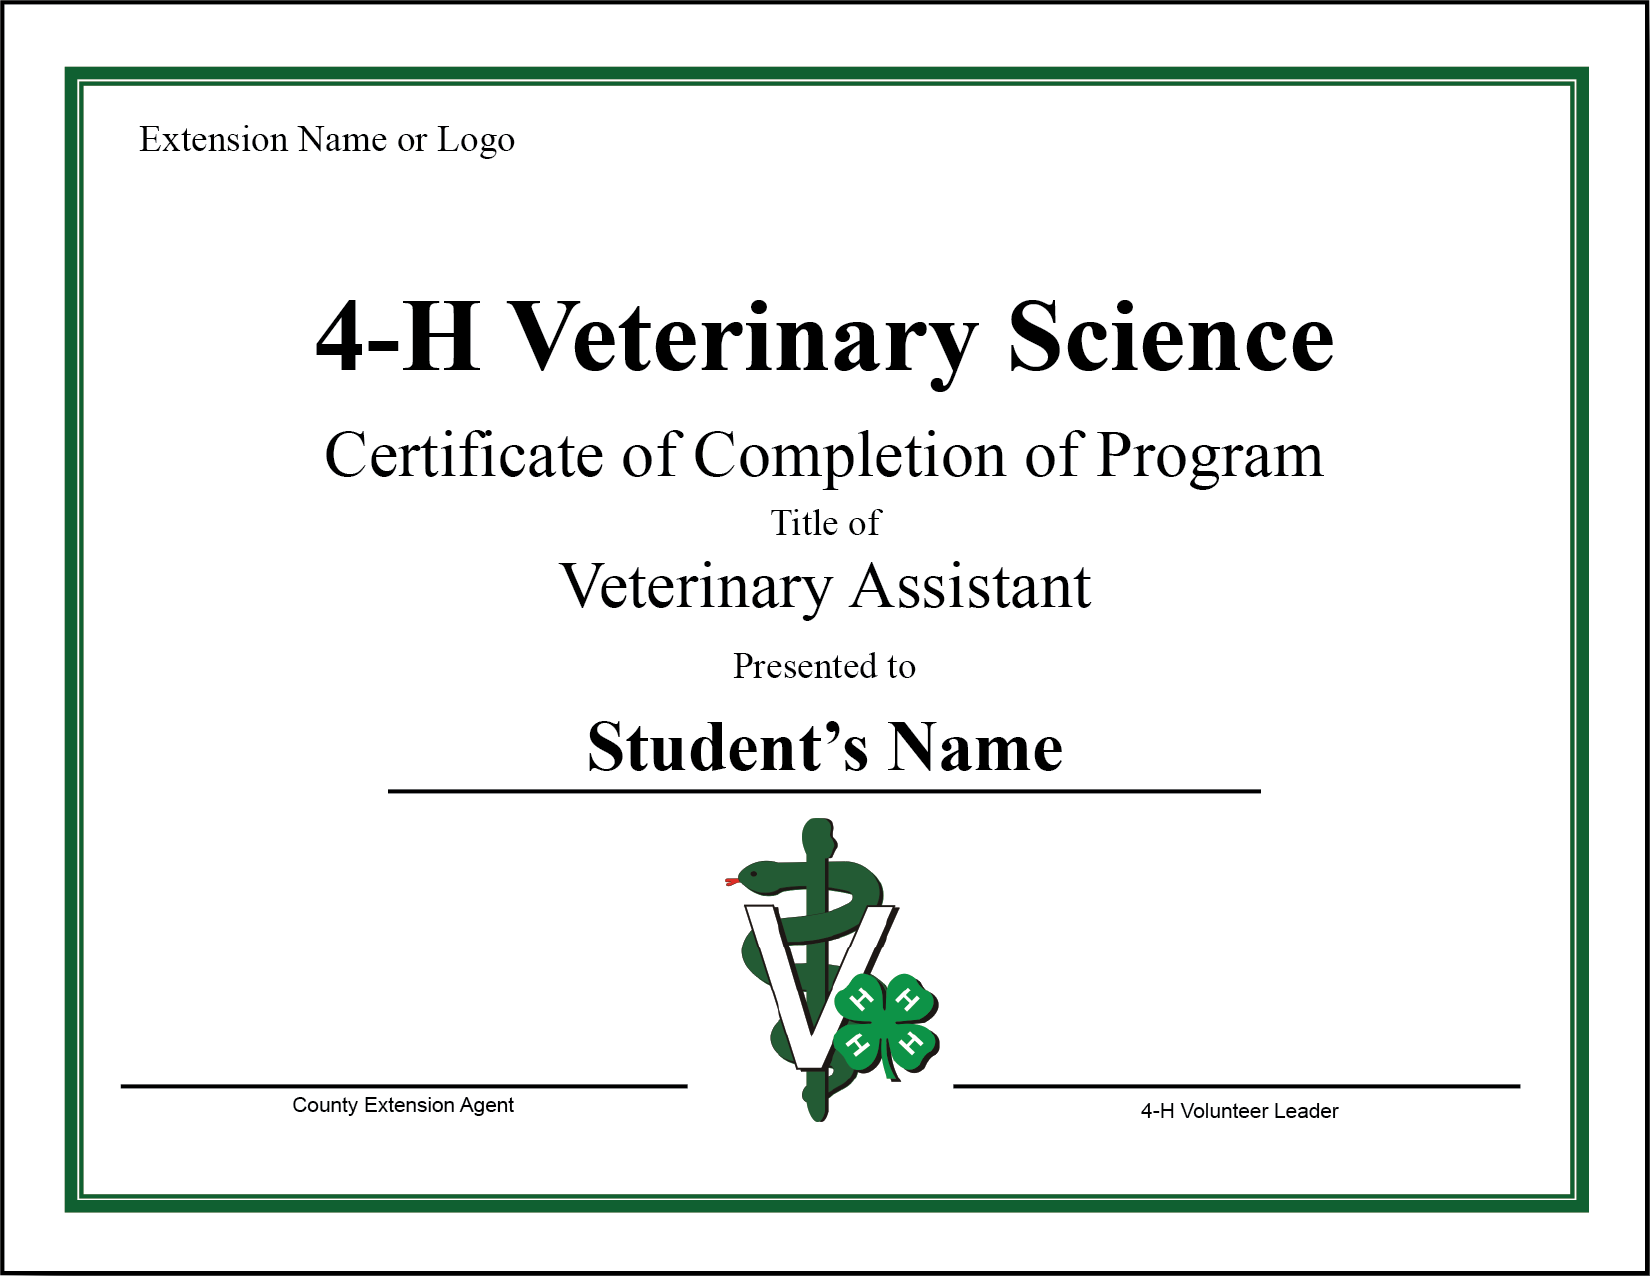 Extension Name or Logo
4-H Veterinary Science
Certificate of Completion of Program
Title of
Veterinary Assistant
Presented to
Student’s Name
V
H H
H H
County Extension Agent
4-H Volunteer Leader